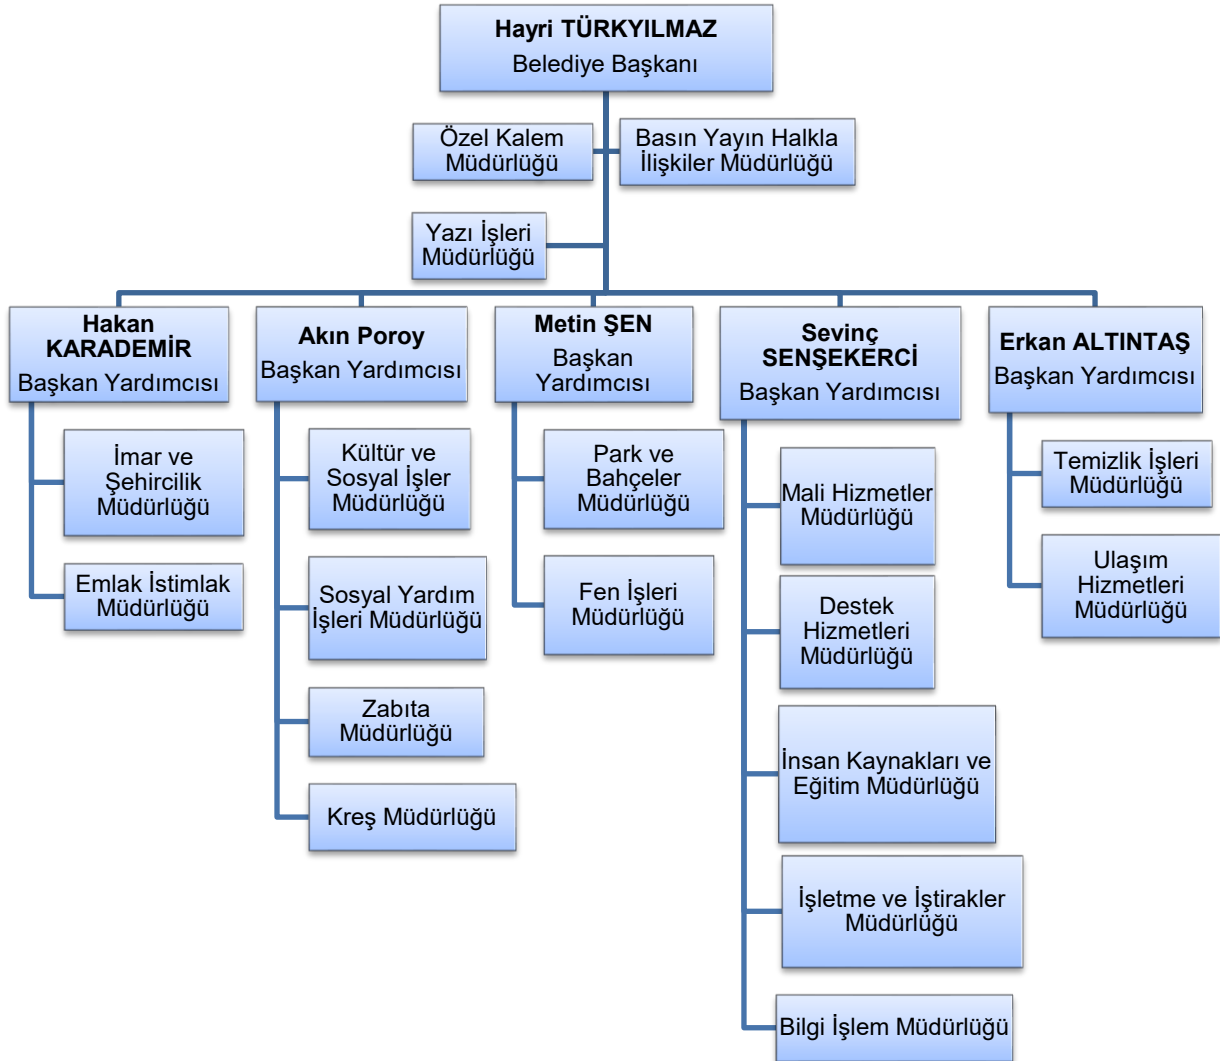 Hayri TÜRKYILMAZ
Belediye Başkanı
Özel Kalem
Müdürlüğü
Basın Yayın Halkla
İlişkiler Müdürlüğü
Yazı İşleri
Müdürlüğü
Hakan
KARADEMİR
Başkan Yardımcısı
İmar ve
Şehircilik
Müdürlüğü
Emlak İstimlak
Müdürlüğü
Akın Poroy
Başkan Yardımcısı
Kültür ve
Sosyal İşler
Müdürlüğü
Sosyal Yardım
İşleri Müdürlüğü
Zabıta
Müdürlüğü
Kreş Müdürlüğü
Metin ŞEN
Başkan
Yardımcısı
Park ve
Bahçeler
Müdürlüğü
Fen İşleri
Müdürlüğü
Sevinç
SENŞEKERCİ
Başkan Yardımcısı
Mali Hizmetler
Müdürlüğü
Destek
Hizmetleri
Müdürlüğü
İnsan Kaynakları ve
Eğitim Müdürlüğü
İşletme ve İştirakler
Müdürlüğü
Bilgi İşlem Müdürlüğü
Erkan ALTINTAŞ
Başkan Yardımcısı
Temizlik İşleri
Müdürlüğü
Ulaşım
Hizmetleri
Müdürlüğü